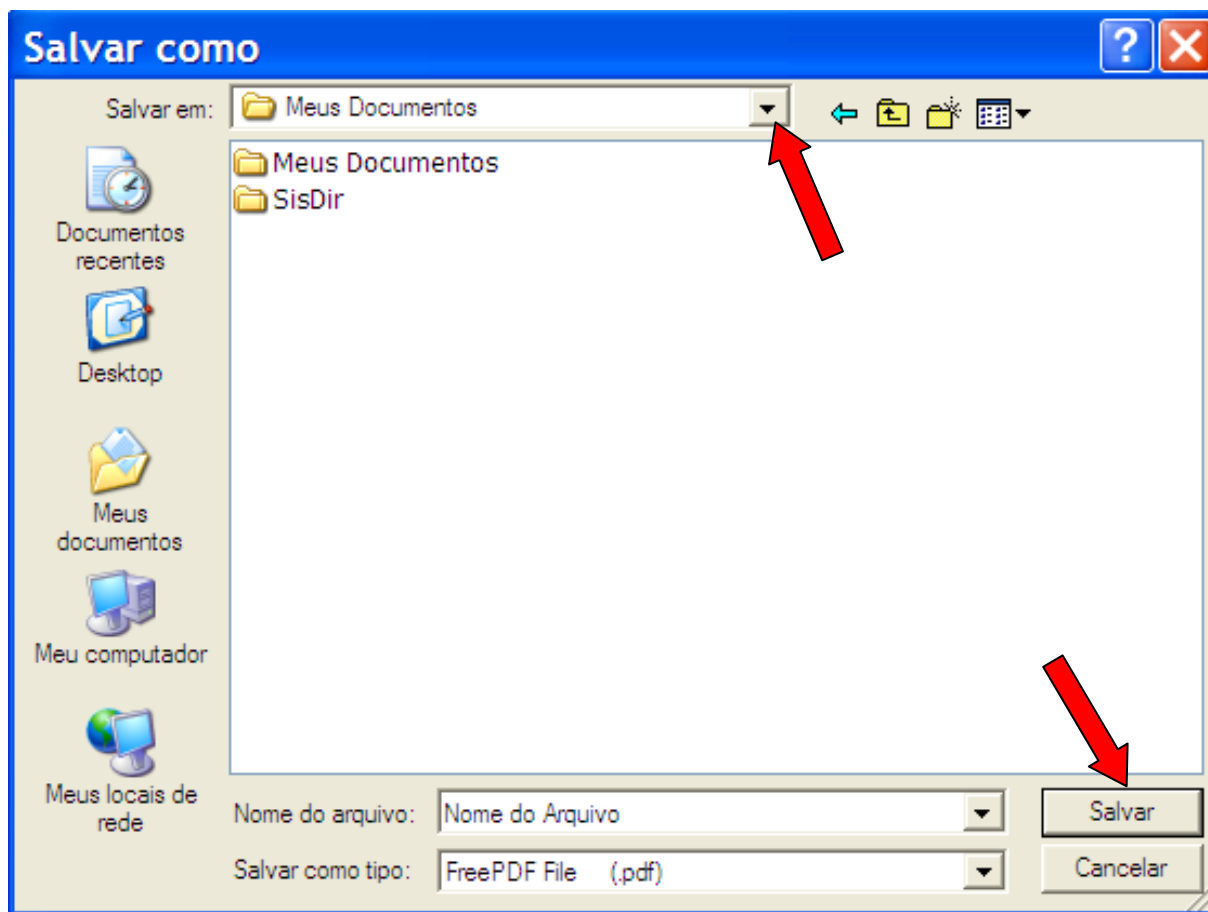 Salvar como
Salvar em:
Meus Documentos
Meus Documentos
SisDir
Documentos
recentes
Desktop
Meus
documentos
Meu computador
Meus locais de
rede
Nome do arquivo:
Nome do Arquivo
Salvar
Salvar como tipo:
FreePDF File (.pdf)
Cancelar